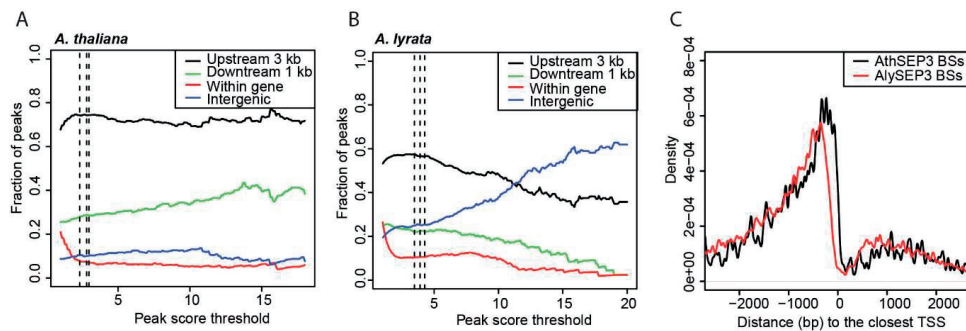 A
A. thaliana
Upstream 3 kb
Downtream 1 kb
Within gene
Intergenic
Fraction of peaks
0.0 0.2 0.4 0.6 0.8 1.0
5 10 15
Peak score threshold
B
A. lyrata
Upstream 3 kb
Downtream 1 kb
Within gene
Intergenic
Fraction of peaks
0.0 0.2 0.4 0.6 0.8 1.0
5 10 15 20
Peak score threshold
C
AthSEP3 BSs
AlySEP3 BSs
Density
0e+00 2e-04 4e-04 6e-04 8e-04
−2000 −1000 0 1000 2000
Distance (bp) to the closest TSS